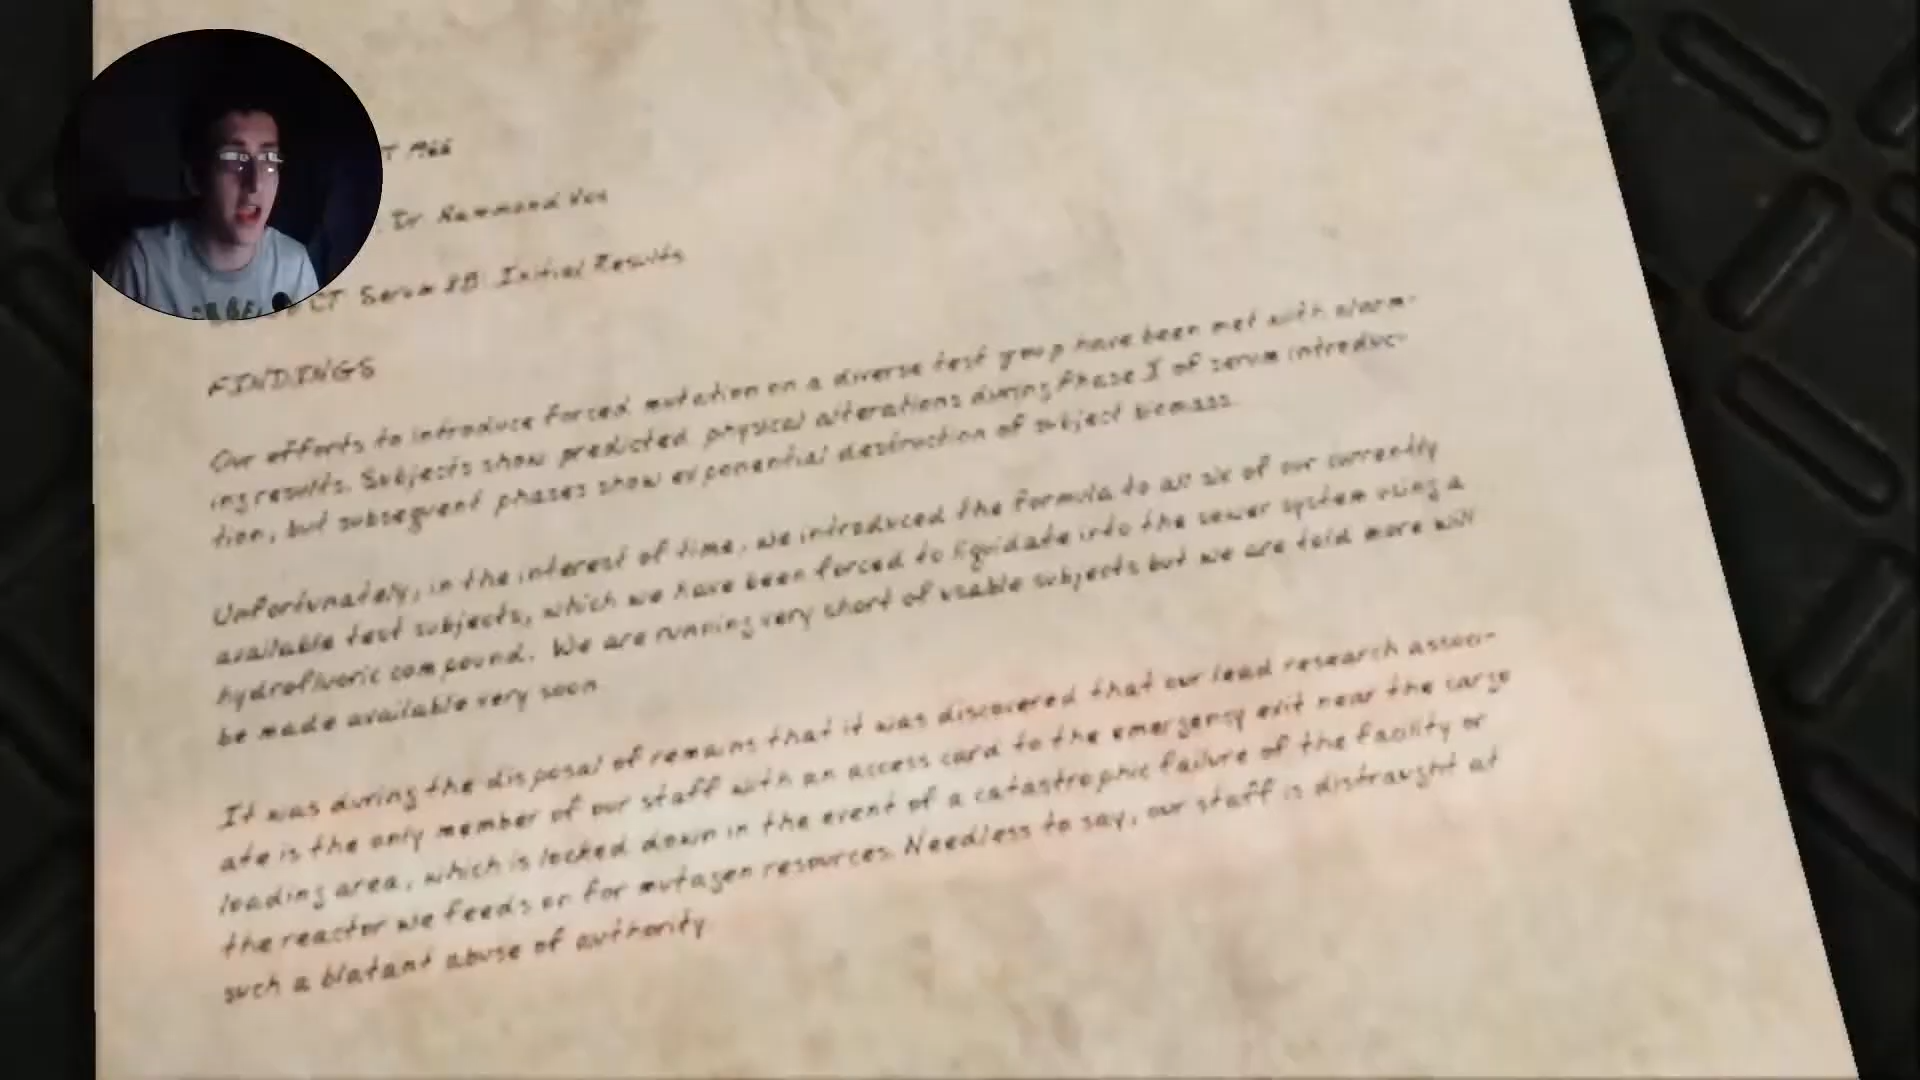 Dr. Rammond Vos
CT: Serum 8B: Initial Results
FINDINGS
Our efforts to introduce forced mutation on a diverse test group have been met with alarm-
ing results. Subjects show predicted physical alterations during Phase I of serum introduc-
tion, but subsequent phases show exponential destruction of subject biomass.
Unfortunately, in the interest of time, we introduced the formula to all six of our currently
available test subjects, which we have been forced to liquidate into the sewer system using a
hydrofluoric compound. We are running very short of usable subjects but we are told more will
be made available very soon.
It was during the disposal of remains that it was discovered that our lead research associ-
ate is the only member of our staff with an access card to the emergency exit near the cargo
loading area, which is locked down in the event of a catastrophic failure of the facility or
the reactor we feeds on for mutagen resources. Needless to say, our staff is distraught at
such a blatant abuse of authority.